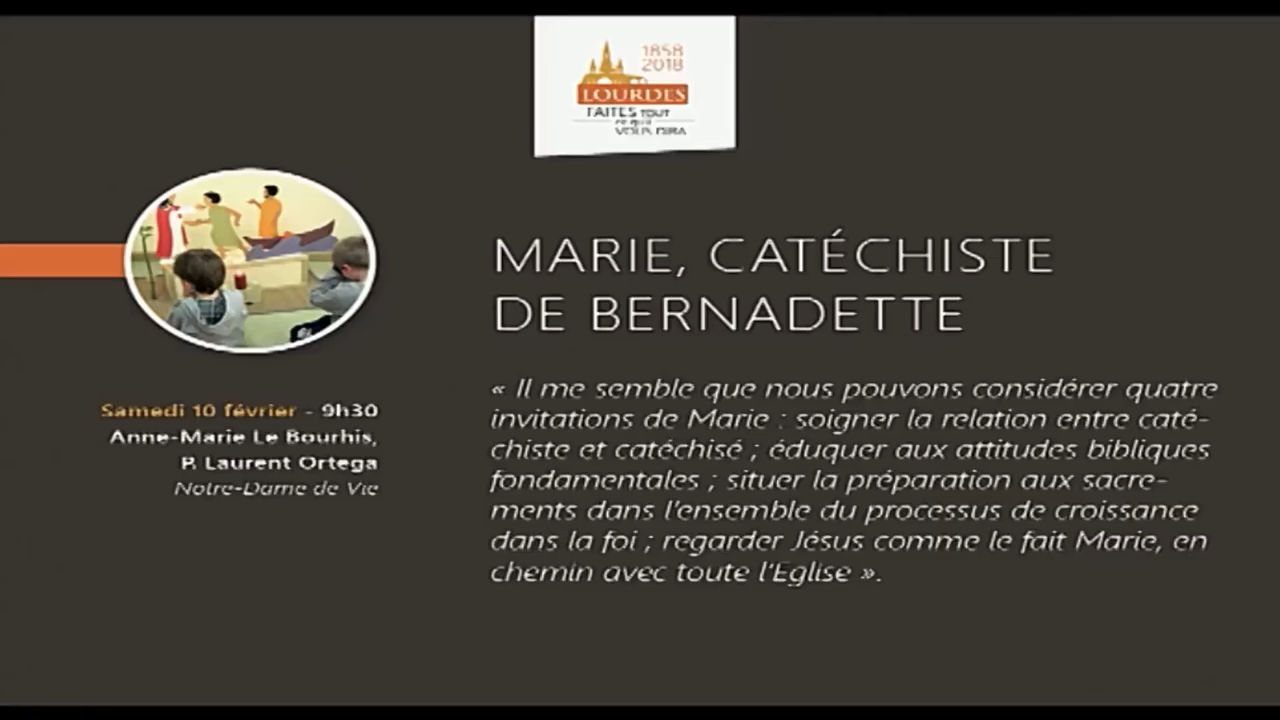 1858
2018
LOURDES
FAITES TOUT
ce qu'il
VOUS DIRA
MARIE, CATÉCHISTE
DE BERNADETTE
Samedi 10 février - 9h30
Anne-Marie Le Bourhis,
P. Laurent Ortega
Notre-Dame de Vie
« Il me semble que nous pouvons considérer quatre
invitations de Marie : soigner la relation entre caté-
chiste et catéchisé ; éduquer aux attitudes bibliques
fondamentales ; situer la préparation aux sacre-
ments dans l'ensemble du processus de croissance
dans la foi ; regarder Jésus comme le fait Marie, en
chemin avec toute l'Eglise ».